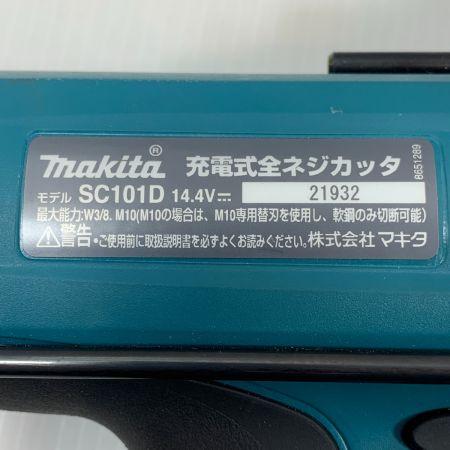 makita® 充電式全ネジカッタ
モデル SC101D 14.4V⎓ 21932
最大能力:W3/8. M10(M10の場合は、M10専用替刃を使用し、軟鋼のみ切断可能)
⚠警告・ご使用前に取扱説明書を必ずよくお読みください。株式会社マキタ
8651289